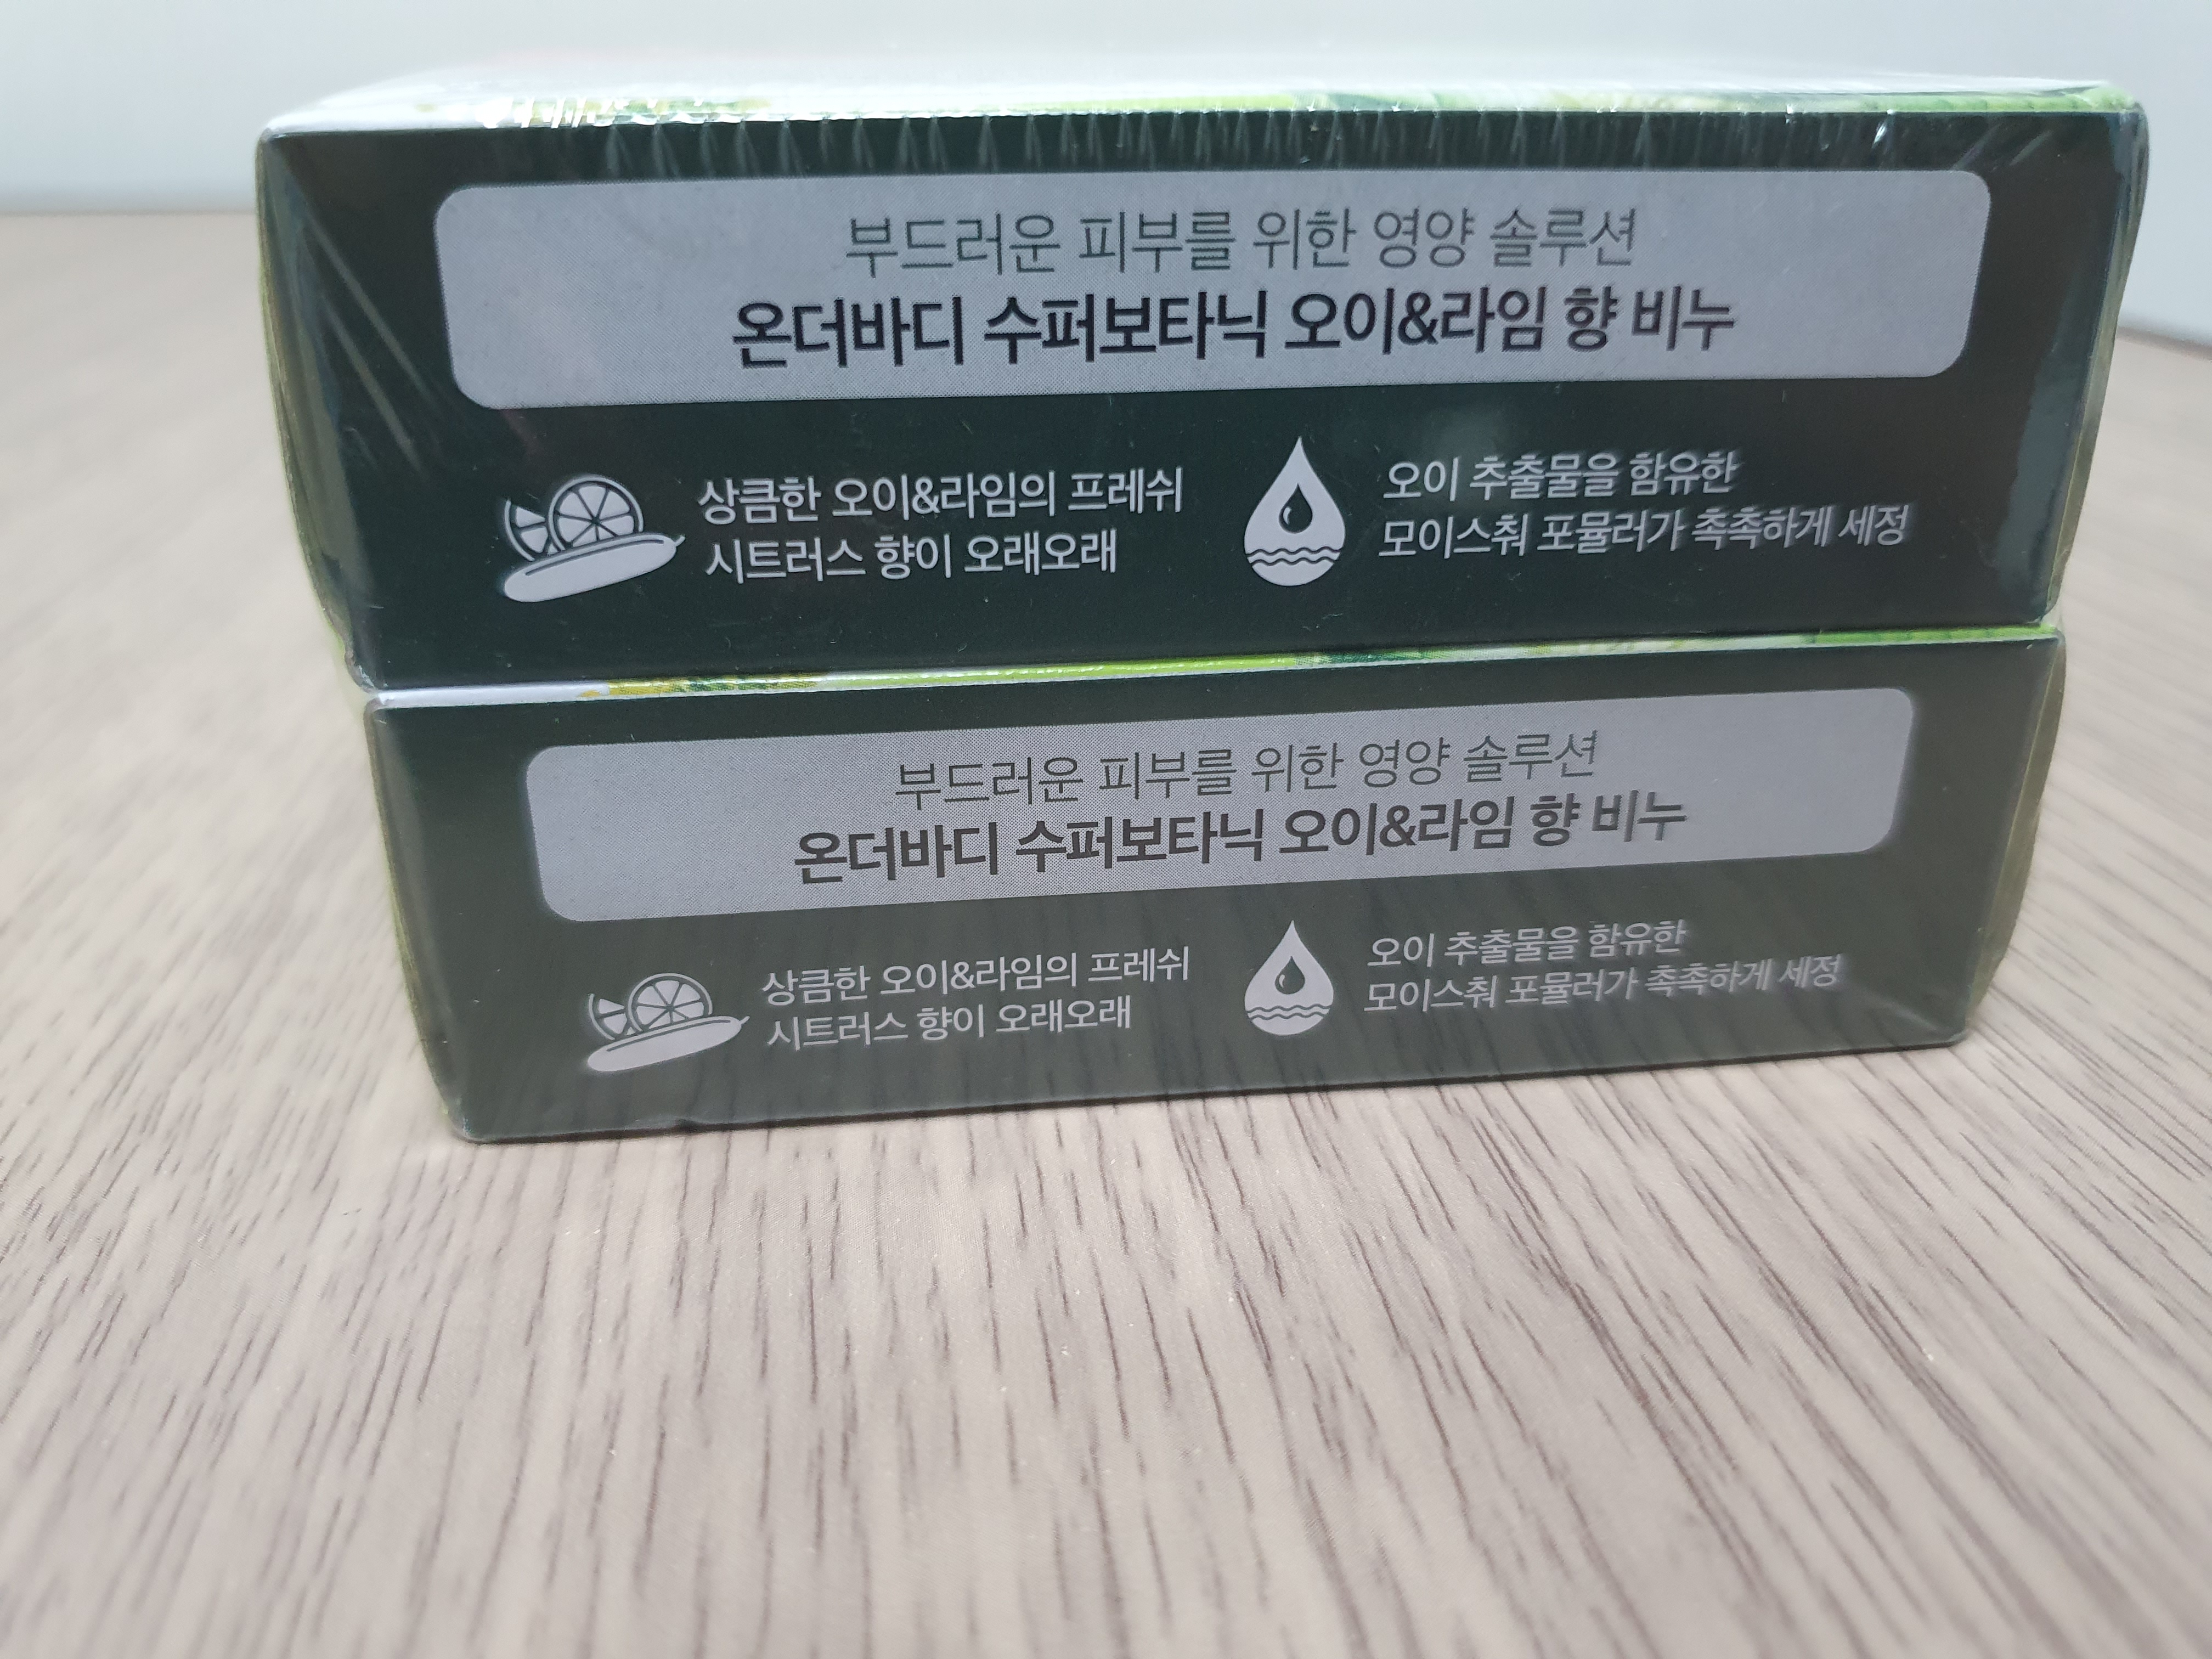 부드러운 피부를 위한 영양 솔루션
온더바디 수퍼보타닉 오이&라임 향 비누
상큼한 오이&라임의 프레쉬
시트러스 향이 오래오래
오이 추출물을 함유한
모이스춰 포뮬러가 촉촉하게 세정
부드러운 피부를 위한 영양 솔루션
온더바디 수퍼보타닉 오이&라임 향 비누
상큼한 오이&라임의 프레쉬
시트러스 향이 오래오래
오이 추출물을 함유한
모이스춰 포뮬러가 촉촉하게 세정